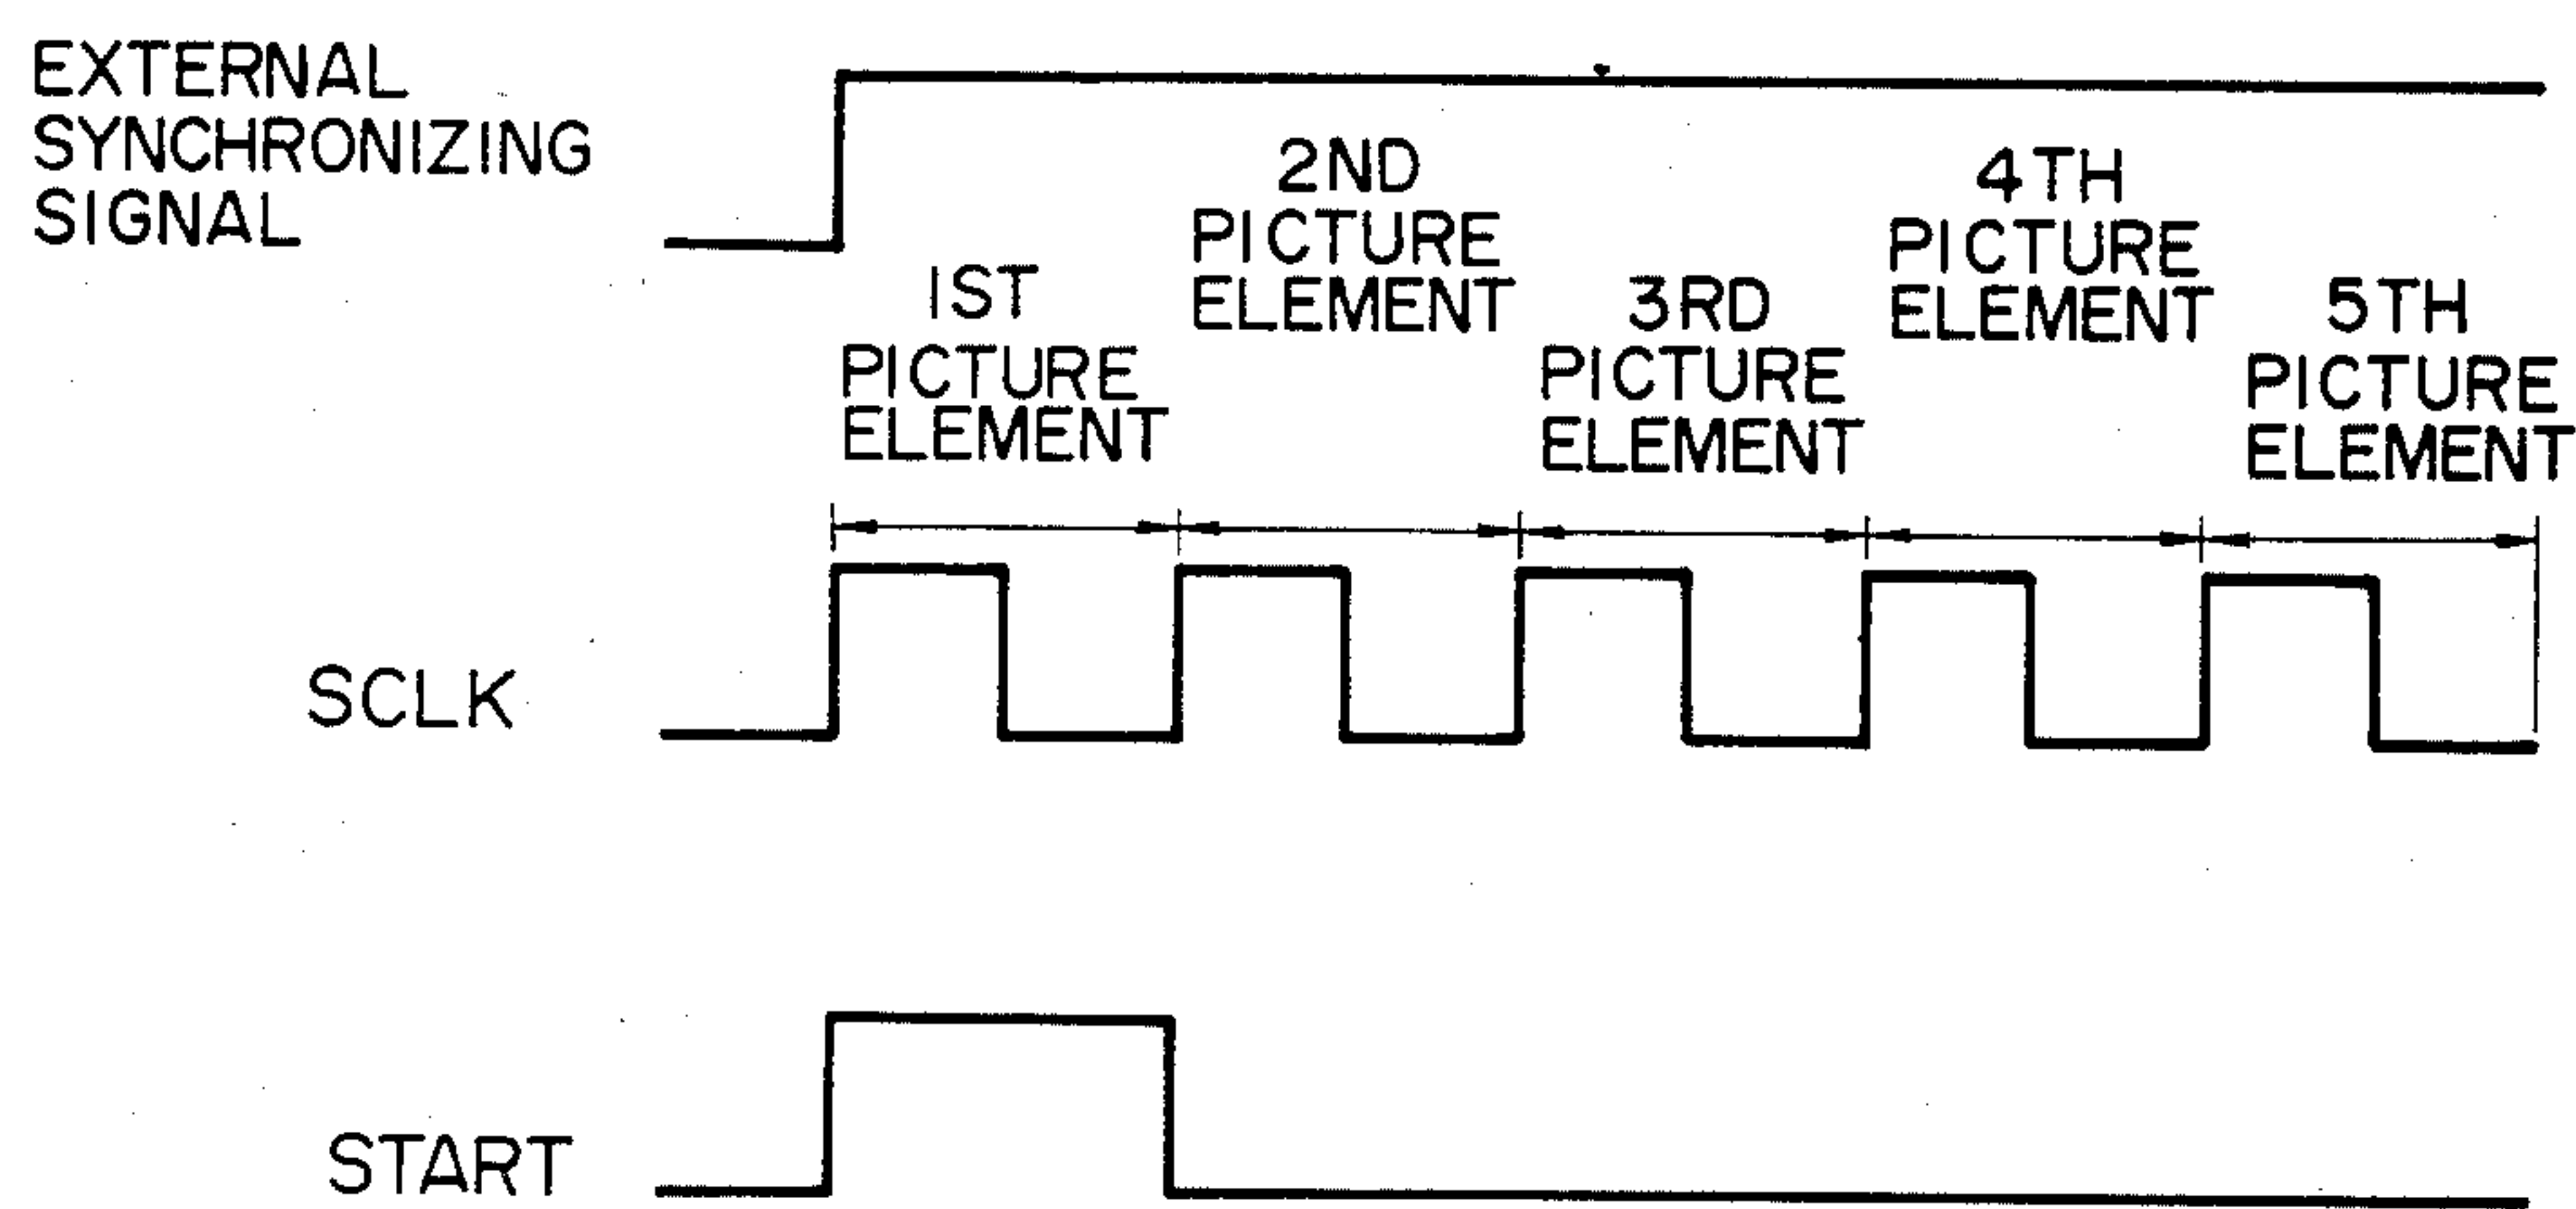 EXTERNAL
SYNCHRONIZING
SIGNAL
1ST
PICTURE
ELEMENT
2ND
PICTURE
ELEMENT
3RD
PICTURE
ELEMENT
4TH
PICTURE
ELEMENT
5TH
PICTURE
ELEMENT
SCLK
START